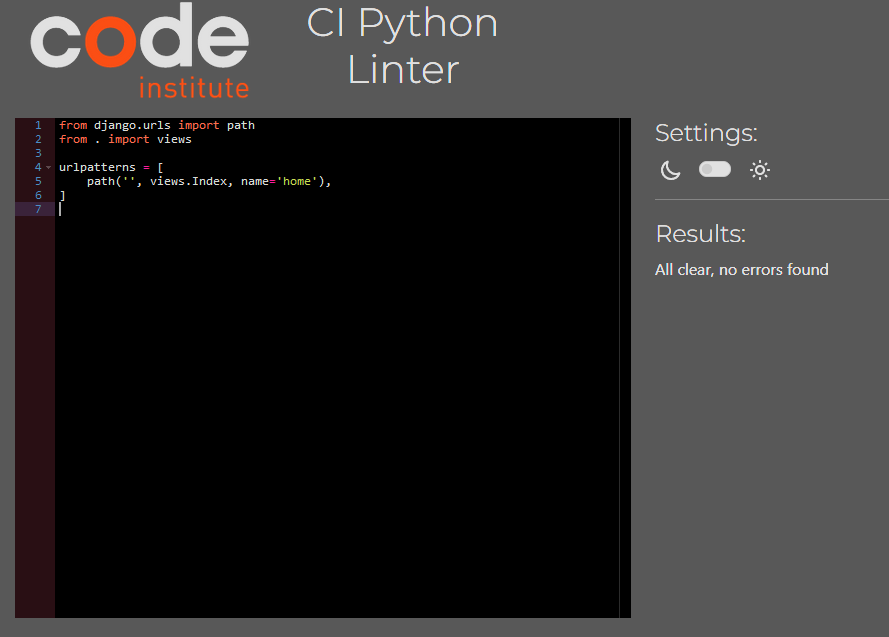 code
institute
CI Python
Linter
1 from django.urls import path
2 from . import views
3
4 urlpatterns = [
5     path('', views.Index, name='home'),
6 ]
7
Settings:
Results:
All clear, no errors found